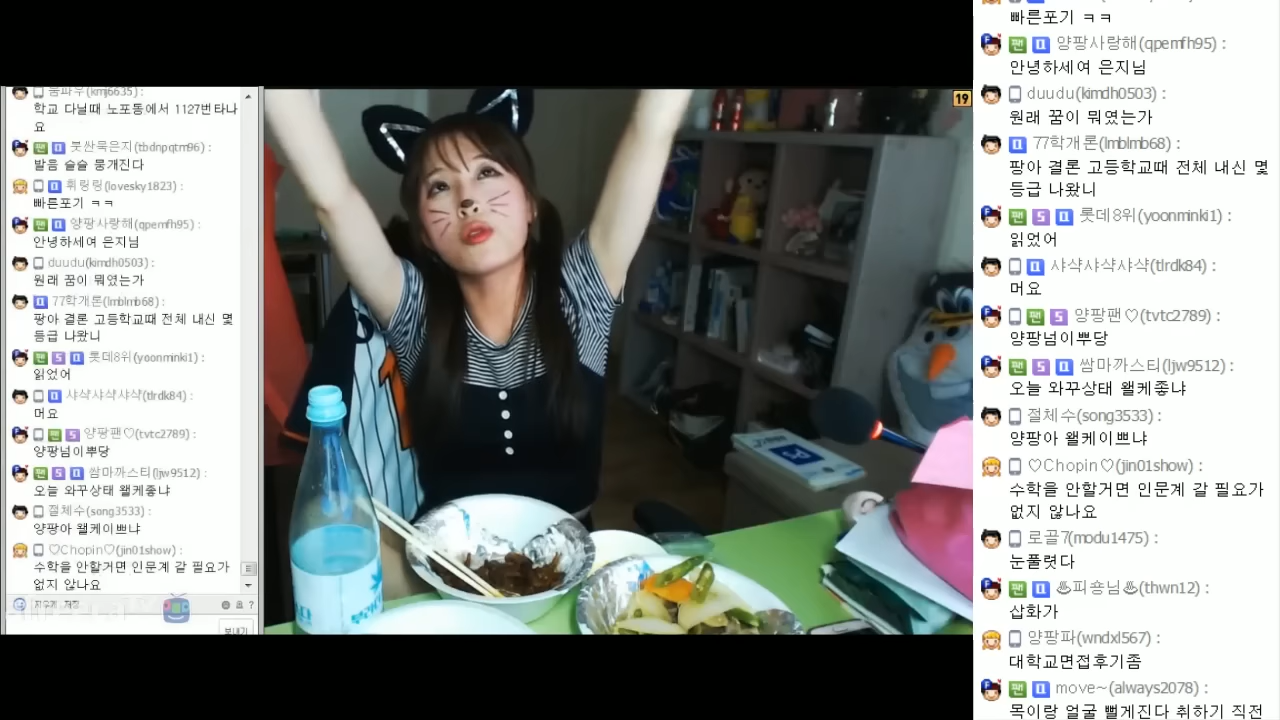 학교 다닐때 노포동에서 1127번타나
요
붓싼묵은지(tbdnpqtm96) :
발음 슬슬 뭉개진다
휘링링(lovesky1823) :
빠른포기 ㅋㅋ
양팡사랑해(qpemfh95) :
안녕하세여 은지님
duudu(kimdh0503) :
원래 꿈이 뭐였는가
77학개론(lmblmb68) :
팡아 결론 고등학교때 전체 내신 몇
등급 나왔니
롯데8위(yoonminki1) :
읽었어
샤샥샤샥샤샥(tlrdk84) :
머요
양팡팬♡(tvtc2789) :
양팡넘이뿌당
쌈마까스티(ljw9512) :
오늘 와꾸상태 왤케좋냐
절체수(song3533) :
양팡아 왤케이쁘냐
♡Chopin♡(jin01show) :
수학을 안할거면 인문계 갈 필요가
없지 않나요
보내기
19
빠른포기 ㅋㅋ
양팡사랑해(qpemfh95) :
안녕하세여 은지님
duudu(kimdh0503) :
원래 꿈이 뭐였는가
77학개론(lmblmb68) :
팡아 결론 고등학교때 전체 내신 몇
등급 나왔니
롯데8위(yoonminki1) :
읽었어
샤샥샤샥샤샥(tlrdk84) :
머요
양팡팬♡(tvtc2789) :
양팡넘이뿌당
쌈마까스티(ljw9512) :
오늘 와꾸상태 왤케좋냐
절체수(song3533) :
양팡아 왤케이쁘냐
♡Chopin♡(jin01show) :
수학을 안할거면 인문계 갈 필요가
없지 않나요
로골7(modu1475) :
눈풀렷다
♨피숑님♨(thwn12) :
삽화가
양팡파(wndxl567) :
대학교면접후기좀
move~(always2078) :
목이랑 얼굴 뻘게진다 취하기 직전